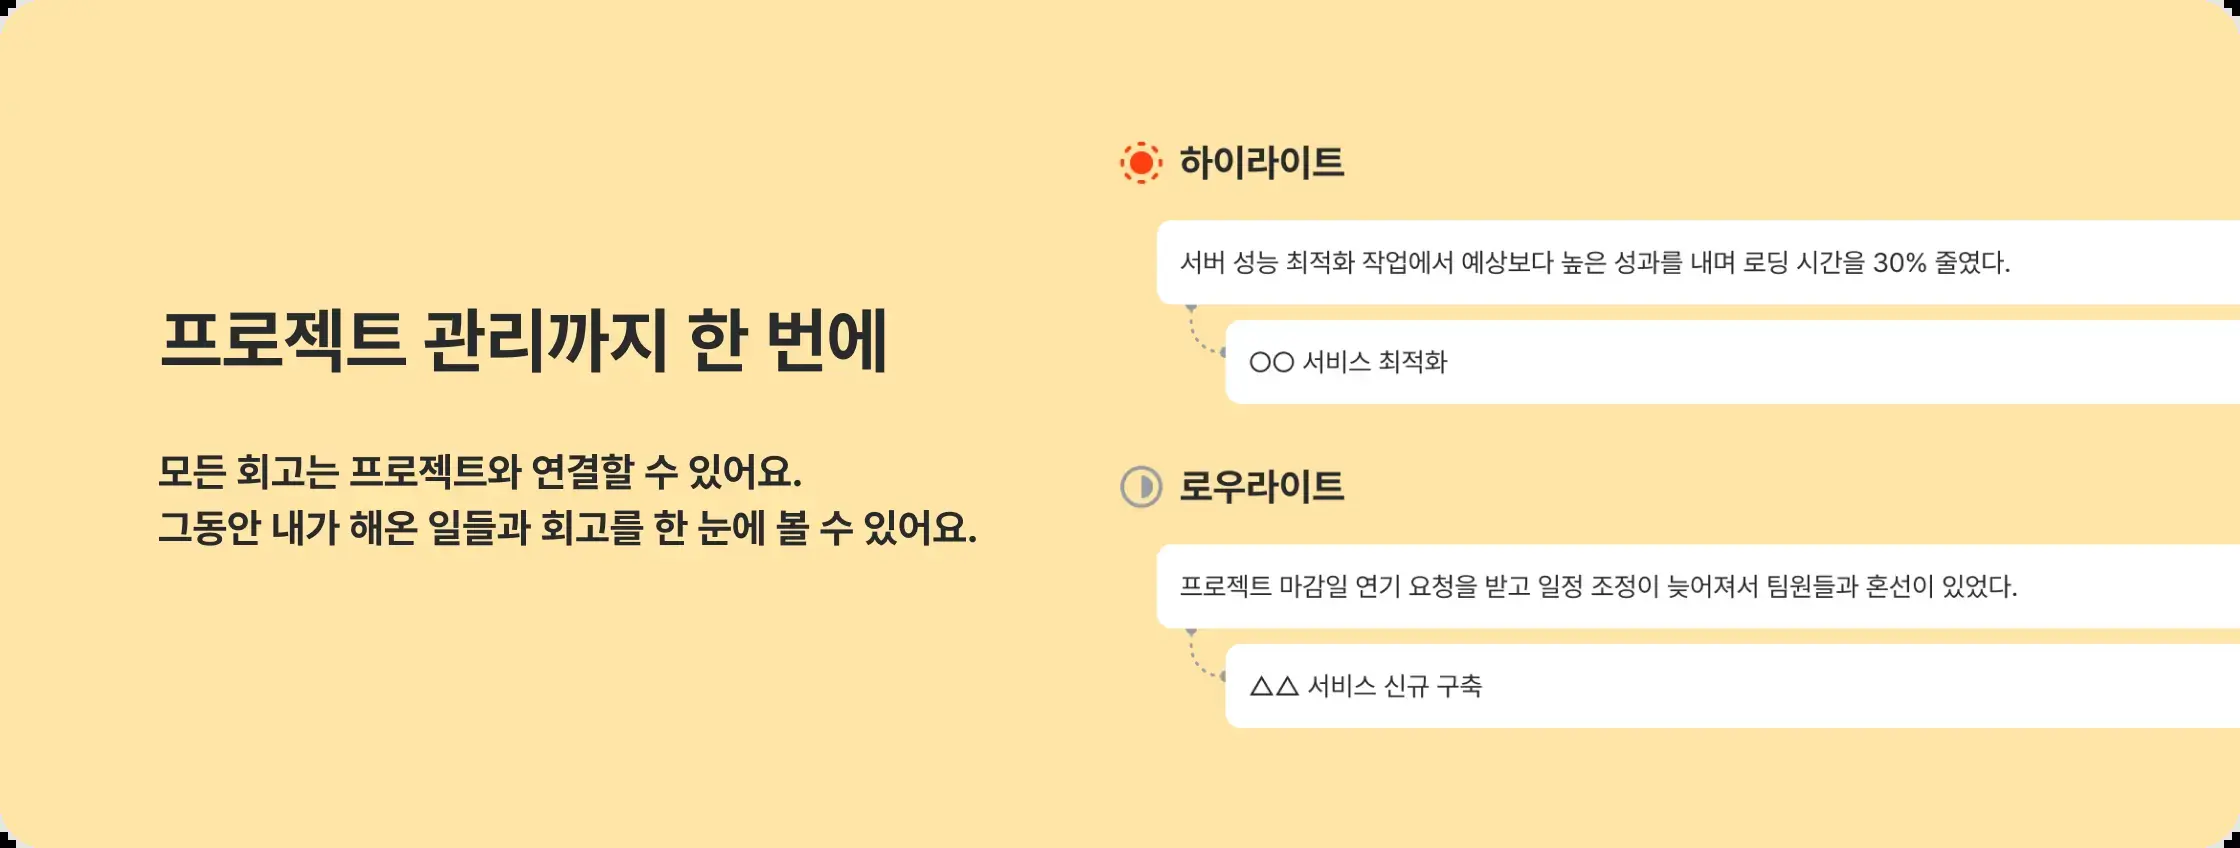 프로젝트 관리까지 한 번에
모든 회고는 프로젝트와 연결할 수 있어요.
그동안 내가 해온 일들과 회고를 한 눈에 볼 수 있어요.
하이라이트
서버 성능 최적화 작업에서 예상보다 높은 성과를 내며 로딩 시간을 30% 줄였다.
○○ 서비스 최적화
로우라이트
프로젝트 마감일 연기 요청을 받고 일정 조정이 늦어져서 팀원들과 혼선이 있었다.
△△ 서비스 신규 구축